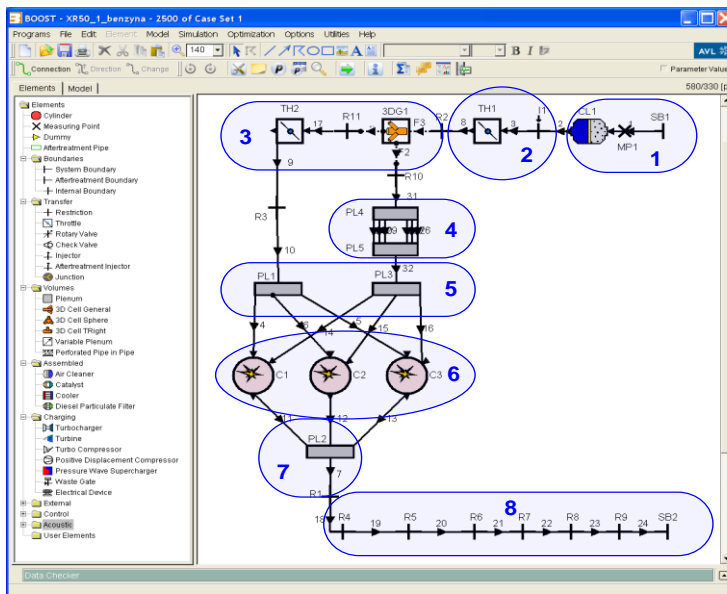 BOOST - XR50_1_benzyna - 2500 of Case Set 1
Programs File Edit Element Model Simulation Optimization Options Utilities Help
140 B I AVL
Connection Direction Change Parameter Value
Elements Model 580/330 [p
Elements
Cylinder
Measuring Point
Dummy
Aftertreatment Pipe
Boundaries
System Boundary
Aftertreatment Boundary
Internal Boundary
Transfer
Restriction
Throttle
Rotary Valve
Check Valve
Injector
Aftertreatment Injector
Junction
Volumes
Plenum
3D Cell General
3D Cell Sphere
3D Cell TRight
Variable Plenum
Perforated Pipe in Pipe
Assembled
Air Cleaner
Catalyst
Cooler
Diesel Particulate Filter
Charging
Turbocharger
Turbine
Turbo Compressor
Positive Displacement Compressor
Pressure Wave Supercharger
Waste Gate
Electrical Device
External
Control
Acoustic
User Elements
TH2 R11 3DG1 F3 R2 TH1 I1 CL1 SB1
17 8 3 2 1
3 2 MP1 1
9 F2
R10
31
R3 PL4
29 26 4
PL5
10 32
PL1 PL3 5
4 6 14 5 15 16
C1 C2 C3 6
11 12 13
PL2
7 7
R1
8
18 R4 R5 R6 R7 R8 R9 SB2
19 20 21 22 23 24
Data Checker